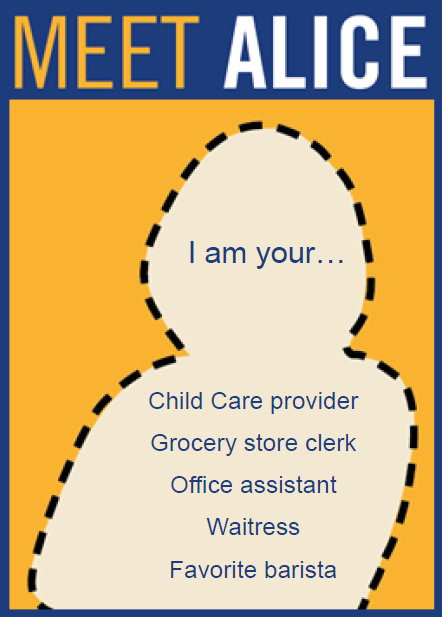 MEET ALICE
I am your…
Child Care provider
Grocery store clerk
Office assistant
Waitress
Favorite barista